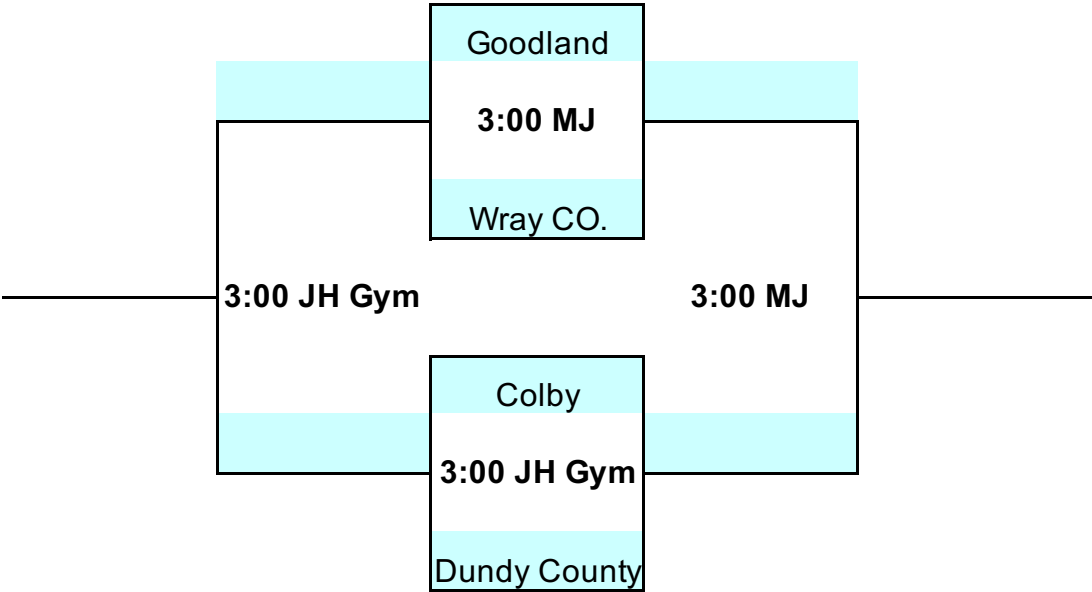 Goodland
3:00 MJ
Wray CO.
3:00 JH Gym
3:00 MJ
Colby
3:00 JH Gym
Dundy County